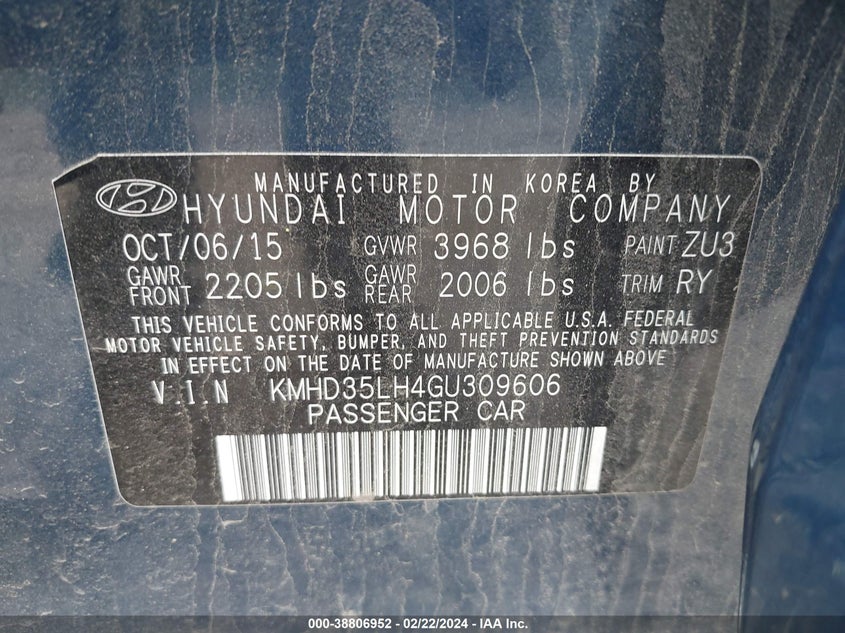 MANUFACTURED IN KOREA BY
HYUNDAI MOTOR COMPANY
OCT/06/15 GVWR 3968 lbs PAINT ZU3
GAWR FRONT 2205 lbs GAWR REAR 2006 lbs TRIM RY
THIS VEHICLE CONFORMS TO ALL APPLICABLE U.S.A. FEDERAL
MOTOR VEHICLE SAFETY, BUMPER, AND THEFT PREVENTION STANDARDS
IN EFFECT ON THE DATE OF MANUFACTURE SHOWN ABOVE
V.I.N KMHD35LH4GU309606
PASSENGER CAR
000-38806952 - 02/22/2024 - IAA Inc.